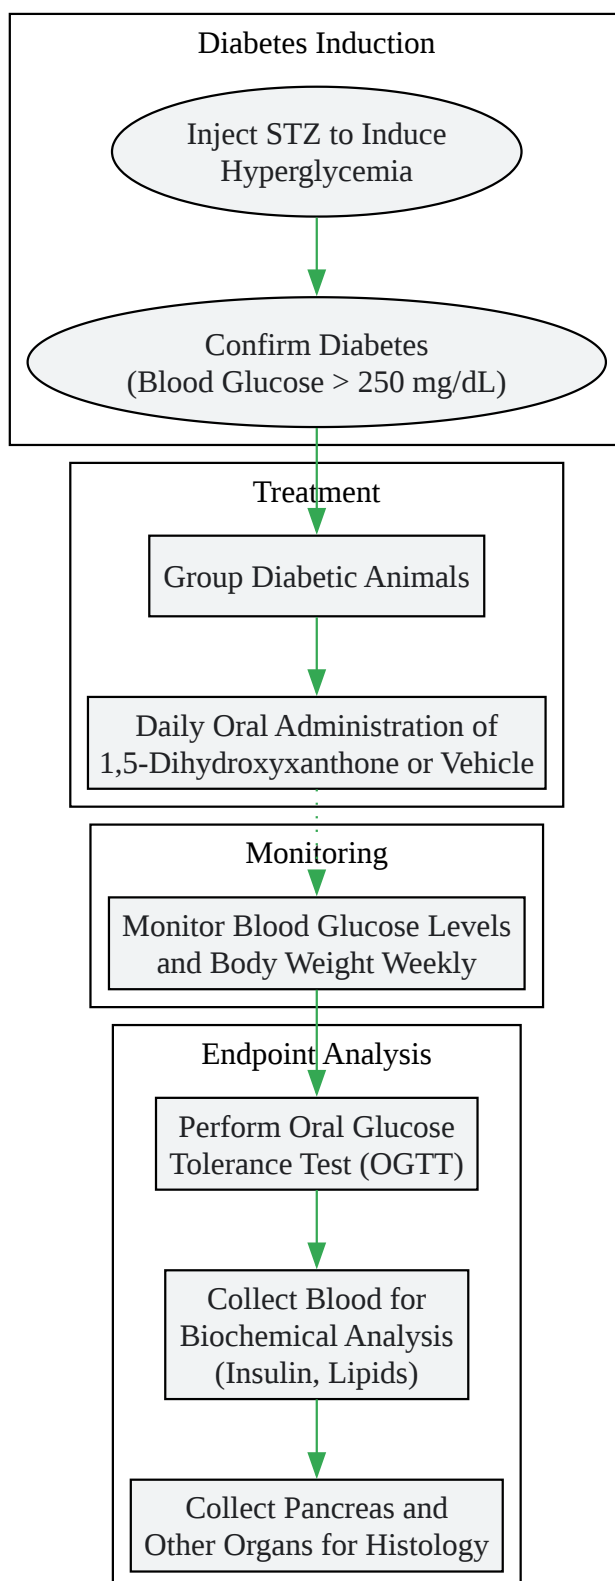 Diabetes Induction
Inject STZ to Induce
Hyperglycemia
Confirm Diabetes
(Blood Glucose > 250 mg/dL)
Treatment
Group Diabetic Animals
Daily Oral Administration of
1,5-Dihydroxyxanthone or Vehicle
Monitoring
Monitor Blood Glucose Levels
and Body Weight Weekly
Endpoint Analysis
Perform Oral Glucose
Tolerance Test (OGTT)
Collect Blood for
Biochemical Analysis
(Insulin, Lipids)
Collect Pancreas and
Other Organs for Histology